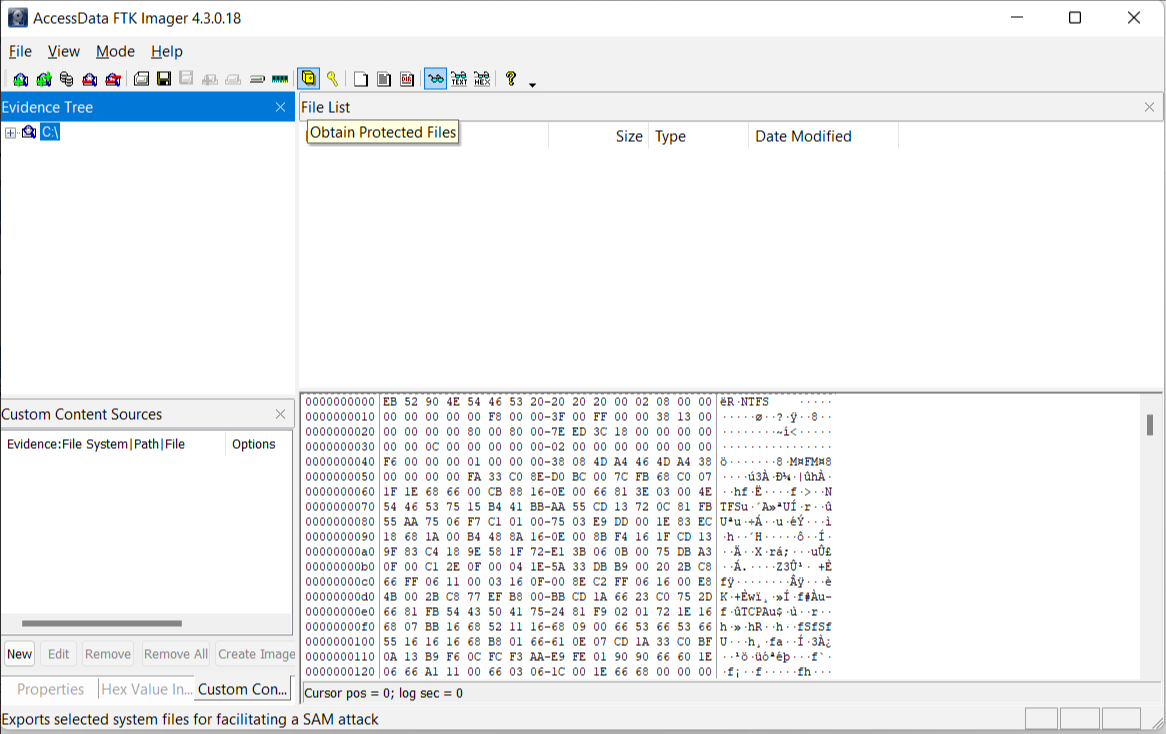 AccessData FTK Imager 4.3.0.18
File View Mode Help
TEXT HEX
Evidence Tree
File List
C:\
Obtain Protected Files
Size Type Date Modified
Custom Content Sources
Evidence:File System|Path|File Options
New Edit Remove Remove All Create Image
Properties Hex Value In... Custom Con...
0000000000 EB 52 90 4E 54 46 53 20-20 20 20 00 02 08 00 00 ëR·NTFS    ·····
0000000010 00 00 00 00 00 F8 00 00-3F 00 FF 00 00 38 13 00 ·····ø··?·ÿ··8··
0000000020 00 00 00 00 80 00 80 00-7E ED 3C 18 00 00 00 00 ········~í<·····
0000000030 00 00 0C 00 00 00 00 00-02 00 00 00 00 00 00 00 ················
0000000040 F6 00 00 00 01 00 00 00-38 08 4D A4 46 4D A4 38 ö·······8·M¤FM¤8
0000000050 00 00 00 00 FA 33 C0 8E-D0 BC 00 7C FB 68 C0 07 ····ú3À·Ð¼·|ûhÀ·
0000000060 1F 1E 68 66 00 CB 88 16-0E 00 66 81 3E 03 00 4E ··hf·Ë····f·>··N
0000000070 54 46 53 75 15 B4 41 BB-AA 55 CD 13 72 0C 81 FB TFSu·´A»ªUÍ·r··û
0000000080 55 AA 75 06 F7 C1 01 00-75 03 E9 DD 00 1E 83 EC Uªu·÷Á··u·éÝ···ì
0000000090 18 68 1A 00 B4 48 8A 16-0E 00 8B F4 16 1F CD 13 ·h··´H·····ô··Í·
00000000a0 9F 83 C4 18 9E 58 1F 72-E1 3B 06 0B 00 75 DB A3 ··Ä··X·rá;···uÛ£
00000000b0 0F 00 C1 2E 0F 00 04 1E-5A 33 DB B9 00 20 2B C8 ··Á.····Z3Û¹· +È
00000000c0 66 FF 06 11 00 03 16 0F-00 8E C2 FF 06 16 00 E8 fÿ········Âÿ···è
00000000d0 4B 00 2B C8 77 EF B8 00-BB CD 1A 66 23 C0 75 2D K·+Èwï¸·»Í·f#Àu-
00000000e0 66 81 FB 54 43 50 41 75-24 81 F9 02 01 72 1E 16 f·ûTCPAu$·ù··r··
00000000f0 68 07 BB 16 68 52 11 16-68 09 00 66 53 66 53 66 h·»·hR··h··fSfSf
0000000100 55 16 16 16 68 B8 01 66-61 0E 07 CD 1A 33 C0 BF U···h¸·fa··Í·3À¿
0000000110 0A 13 B9 F6 0C FC F3 AA-E9 FE 01 90 90 66 60 1E ··¹ö·üóªéþ···f`·
0000000120 06 66 A1 11 00 66 03 06-1C 00 1E 66 68 00 00 00 ·f¡··f·····fh···
Cursor pos = 0; log sec = 0
Exports selected system files for facilitating a SAM attack